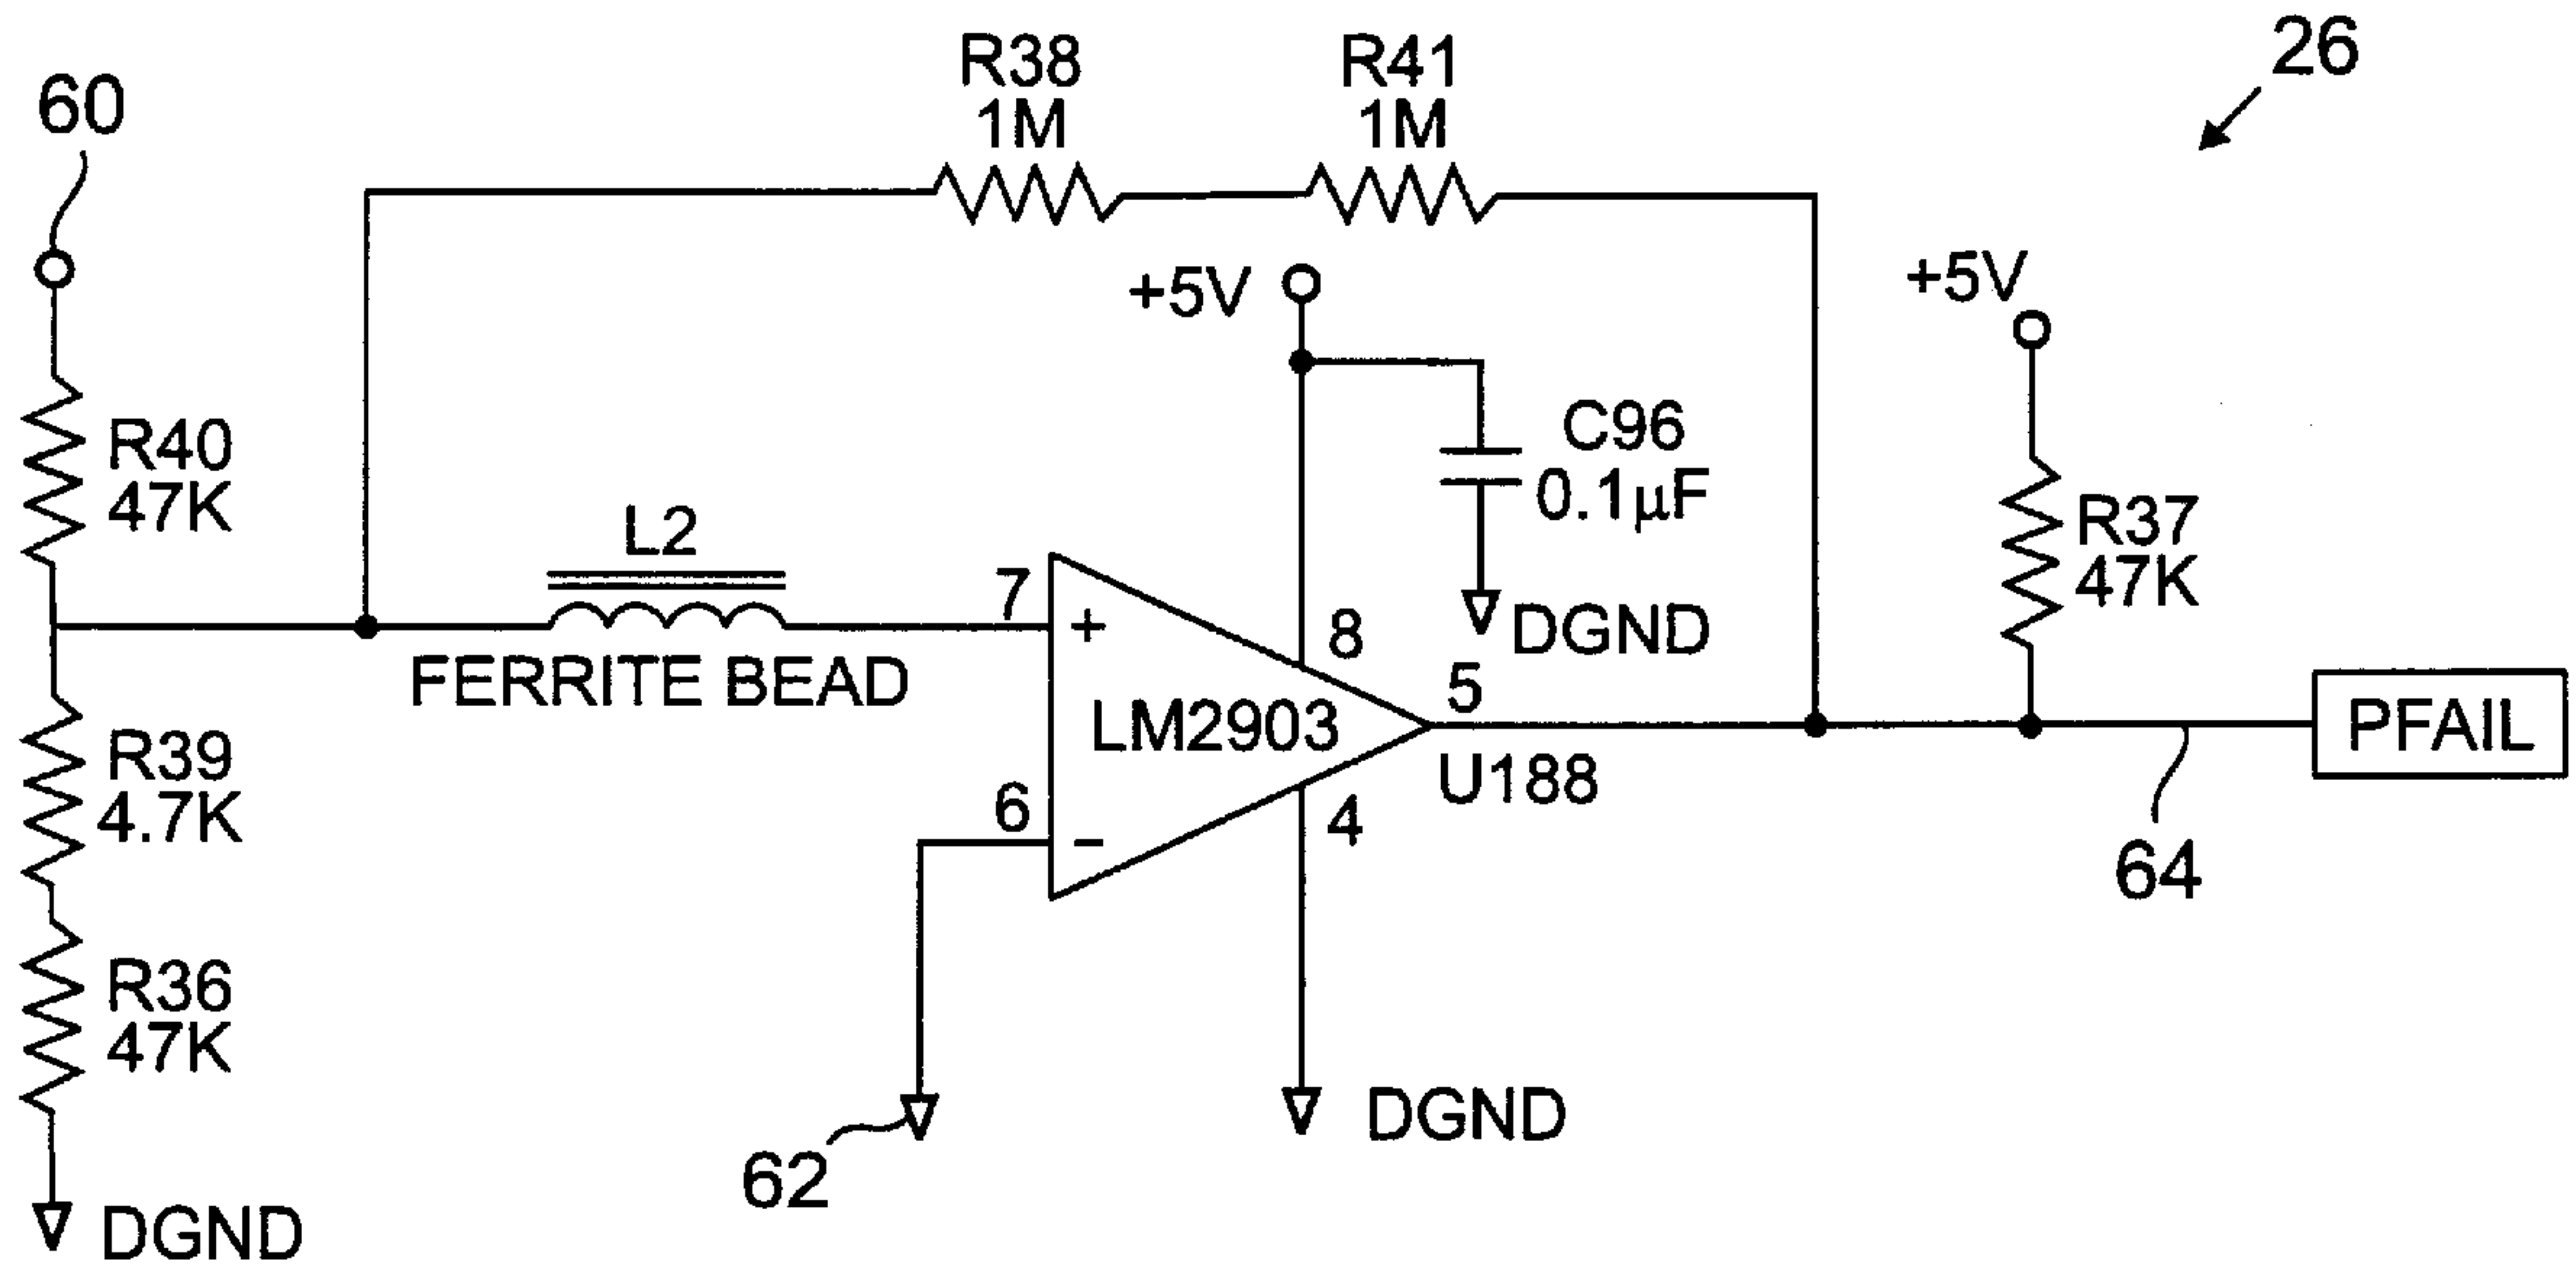 26
60
R38
1M
R41
1M
+5V
+5V
R40
47K
C96
0.1µF
L2
R37
47K
7
+
8
DGND
FERRITE BEAD
5
LM2903
PFAIL
R39
4.7K
U188
6
-
4
64
R36
47K
DGND
62
DGND